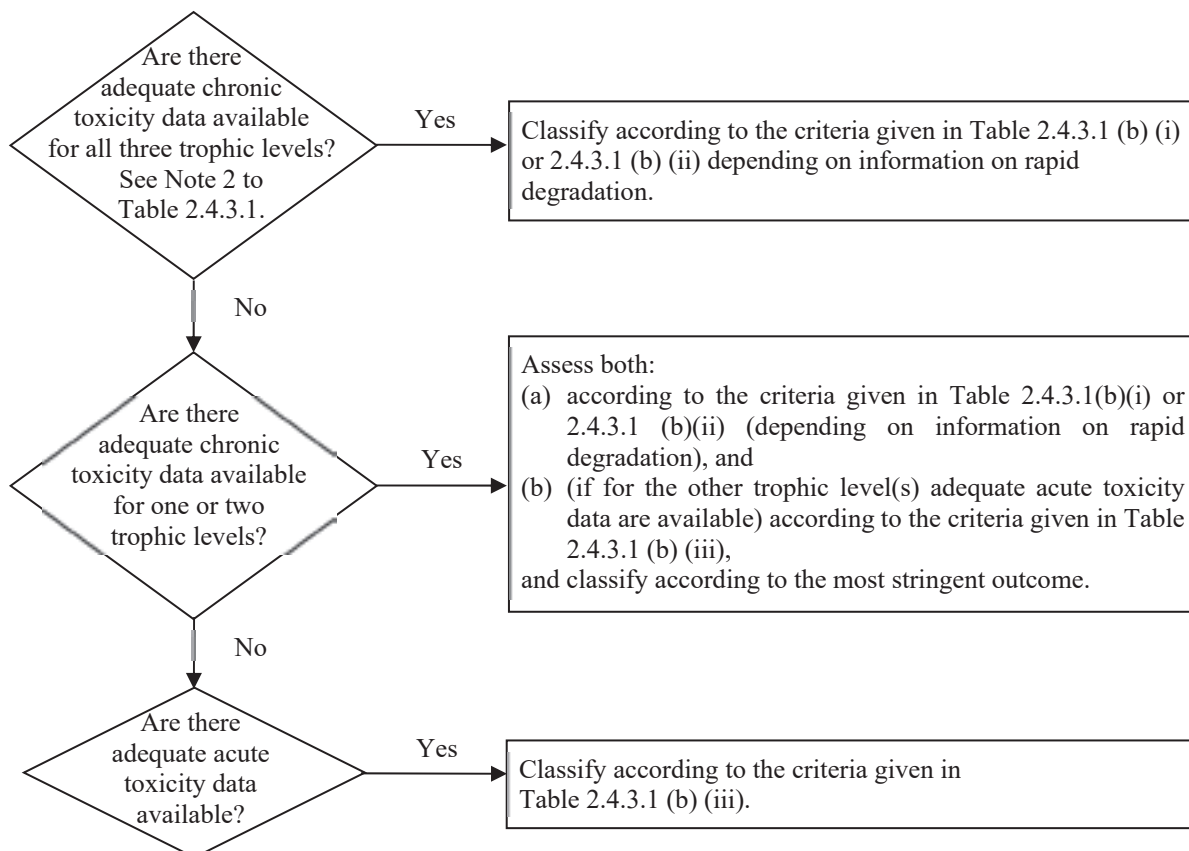 Are there
adequate chronic
toxicity data available
for all three trophic levels?
See Note 2 to
Table 2.4.3.1.
Yes
Classify according to the criteria given in Table 2.4.3.1 (b) (i)
or 2.4.3.1 (b) (ii) depending on information on rapid
degradation.
No
Are there
adequate chronic
toxicity data available
for one or two
trophic levels?
Yes
Assess both:
(a) according to the criteria given in Table 2.4.3.1(b)(i) or
2.4.3.1 (b)(ii) (depending on information on rapid
degradation), and
(b) (if for the other trophic level(s) adequate acute toxicity
data are available) according to the criteria given in Table
2.4.3.1 (b) (iii),
and classify according to the most stringent outcome.
No
Are there
adequate acute
toxicity data
available?
Yes
Classify according to the criteria given in
Table 2.4.3.1 (b) (iii).